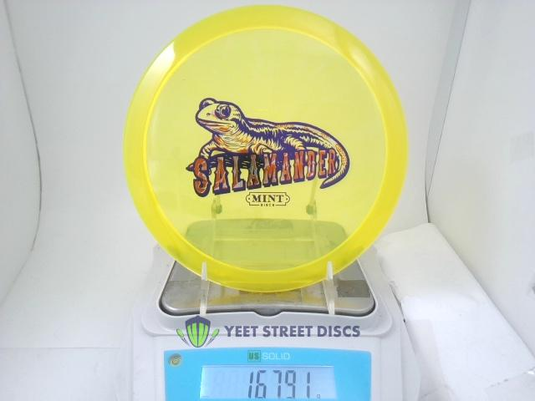 SALAMANDER
MINT
DISCS
YEET STREET DISCS
US SOLID
167.91 g